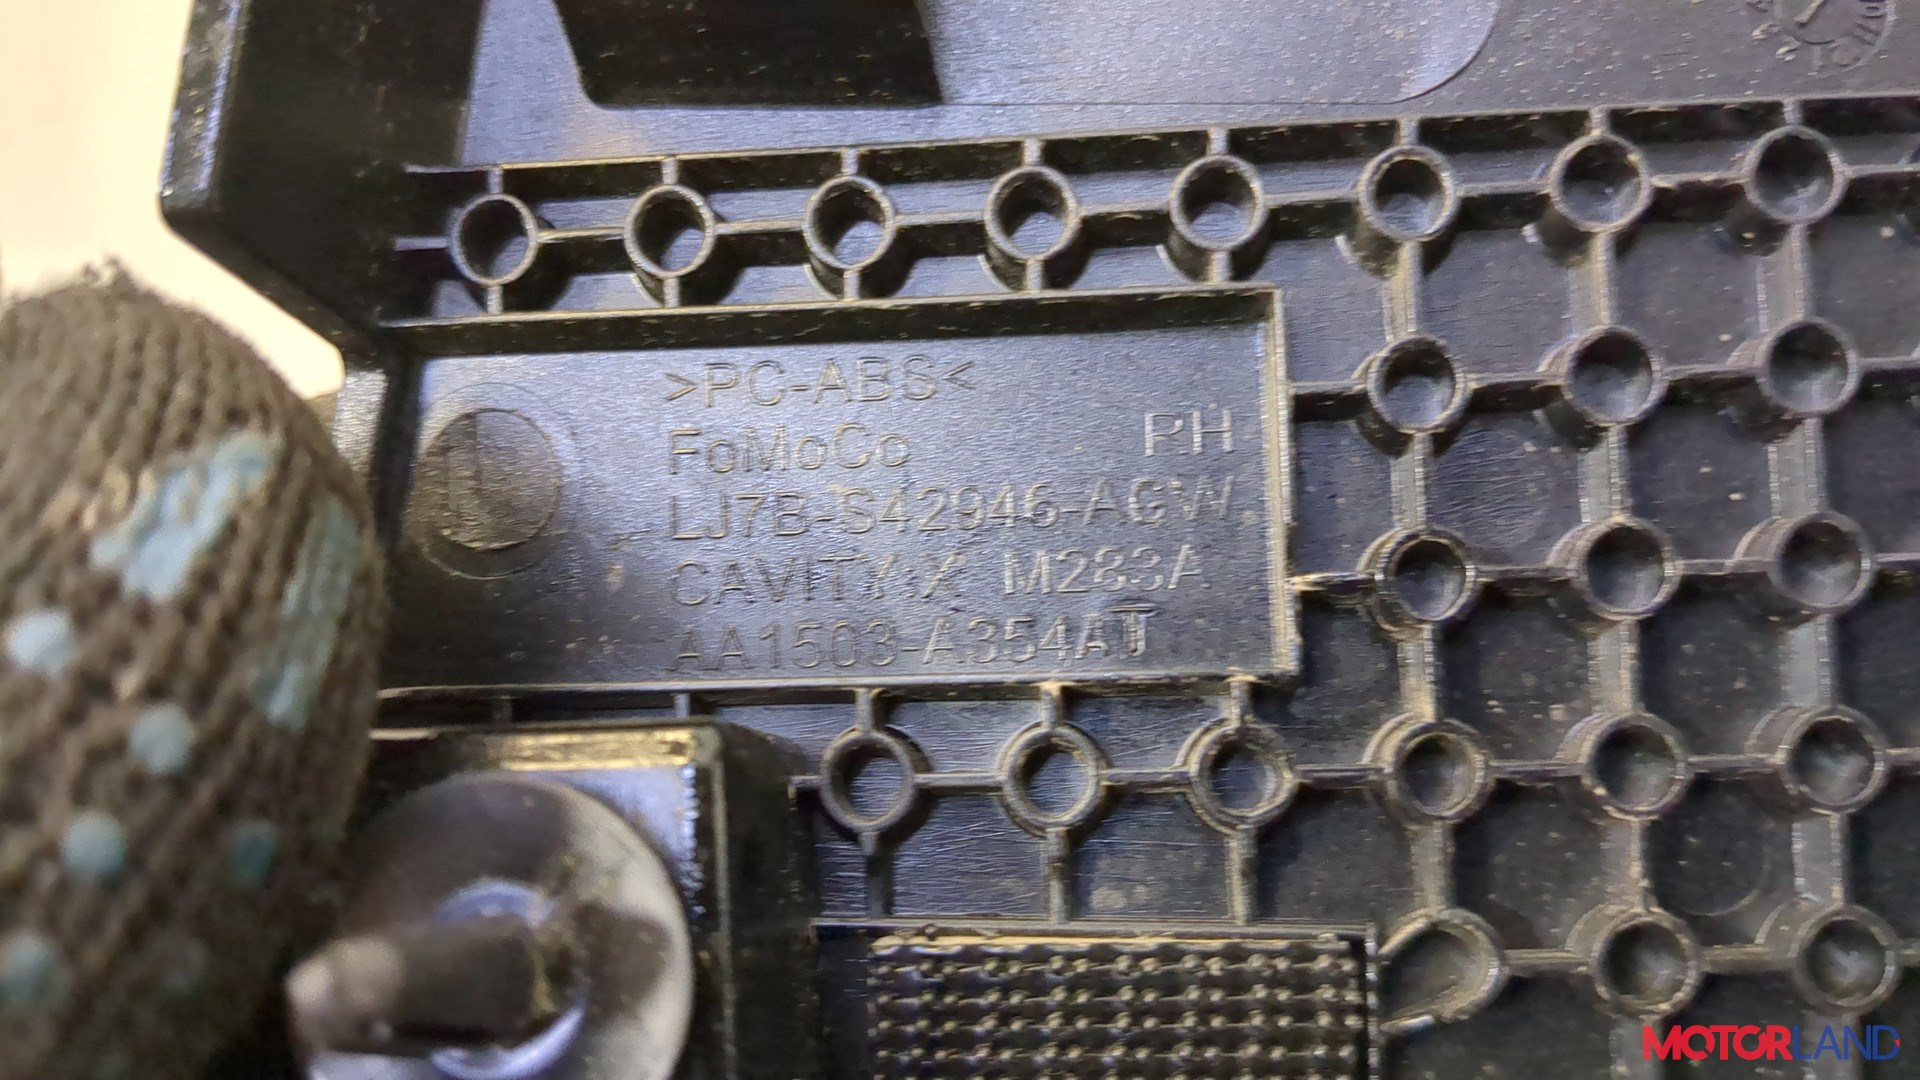 >PC-ABS<
FoMoCo RH
LJ7B-S42946-AGW
CAVITY:X M283A
AA1503-A354AT
MOTORLAND